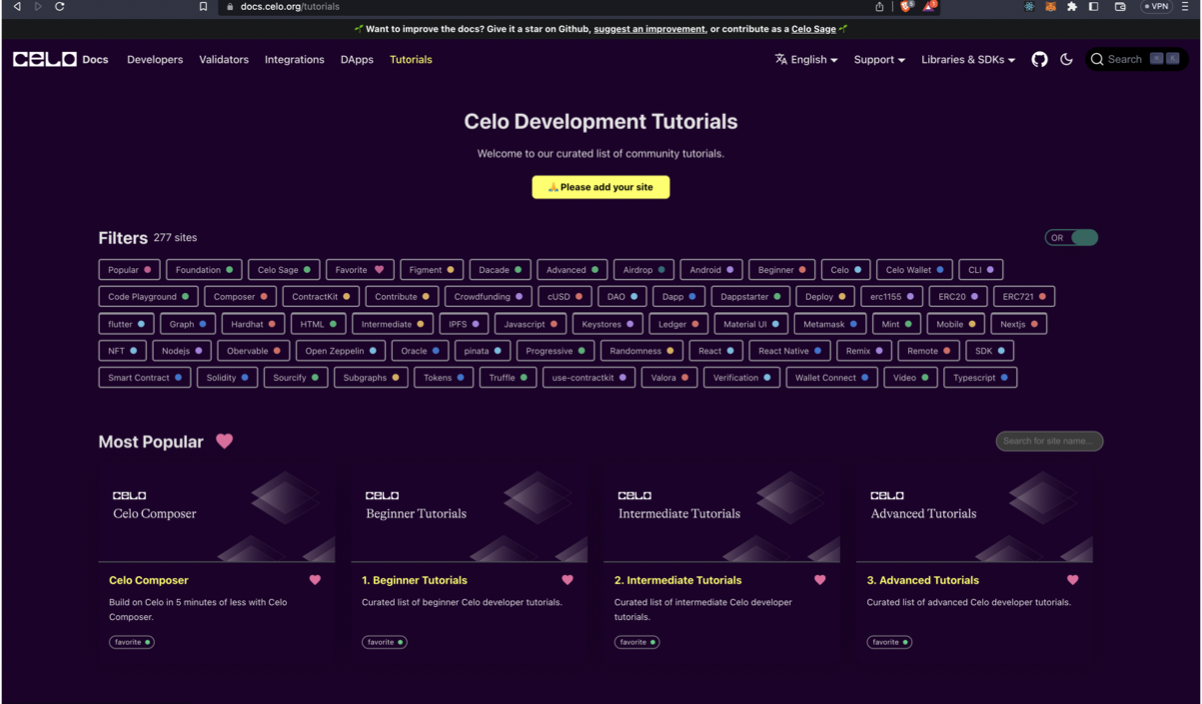 docs.celo.org/tutorials
VPN
🌱 Want to improve the docs? Give it a star on Github, suggest an improvement, or contribute as a Celo Sage 🌱
CELO Docs Developers Validators Integrations DApps Tutorials English Support Libraries & SDKs Search
Celo Development Tutorials
Welcome to our curated list of community tutorials.
🙏 Please add your site
Filters 277 sites OR
Popular Foundation Celo Sage Favorite Figment Dacade Advanced Airdrop Android Beginner Celo Celo Wallet CLI
Code Playground Composer ContractKit Contribute Crowdfunding cUSD DAO Dapp Dappstarter Deploy erc1155 ERC20 ERC721
flutter Graph Hardhat HTML Intermediate IPFS Javascript Keystores Ledger Material UI Metamask Mint Mobile Nextjs
NFT Nodejs Obervable Open Zeppelin Oracle pinata Progressive Randomness React React Native Remix Remote SDK
Smart Contract Solidity Sourcify Subgraphs Tokens Truffle use-contractkit Valora Verification Wallet Connect Video Typescript
Most Popular Search for site name...
CELO CELO CELO CELO
Celo Composer Beginner Tutorials Intermediate Tutorials Advanced Tutorials
Celo Composer 1. Beginner Tutorials 2. Intermediate Tutorials 3. Advanced Tutorials
Build on Celo in 5 minutes of less with Celo Curated list of beginner Celo developer tutorials. Curated list of intermediate Celo developer Curated list of advanced Celo developer tutorials.
Composer. tutorials.
favorite favorite favorite favorite